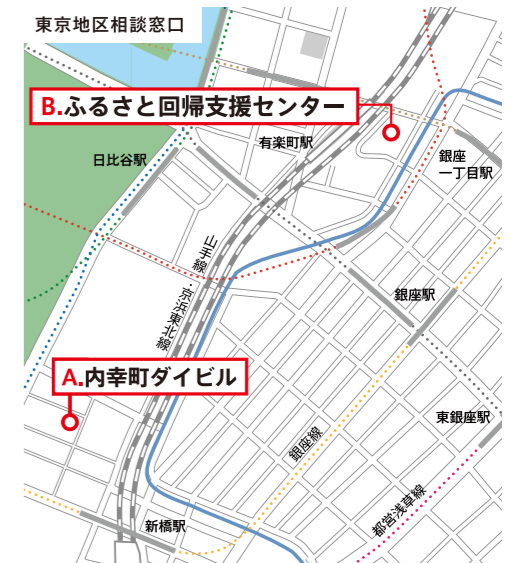 東京地区相談窓口
B.ふるさと回帰支援センター
有楽町駅
日比谷駅
銀座
一丁目駅
山手線・京浜東北線
銀座駅
A.内幸町ダイビル
東銀座駅
銀座線
都営浅草線
新橋駅